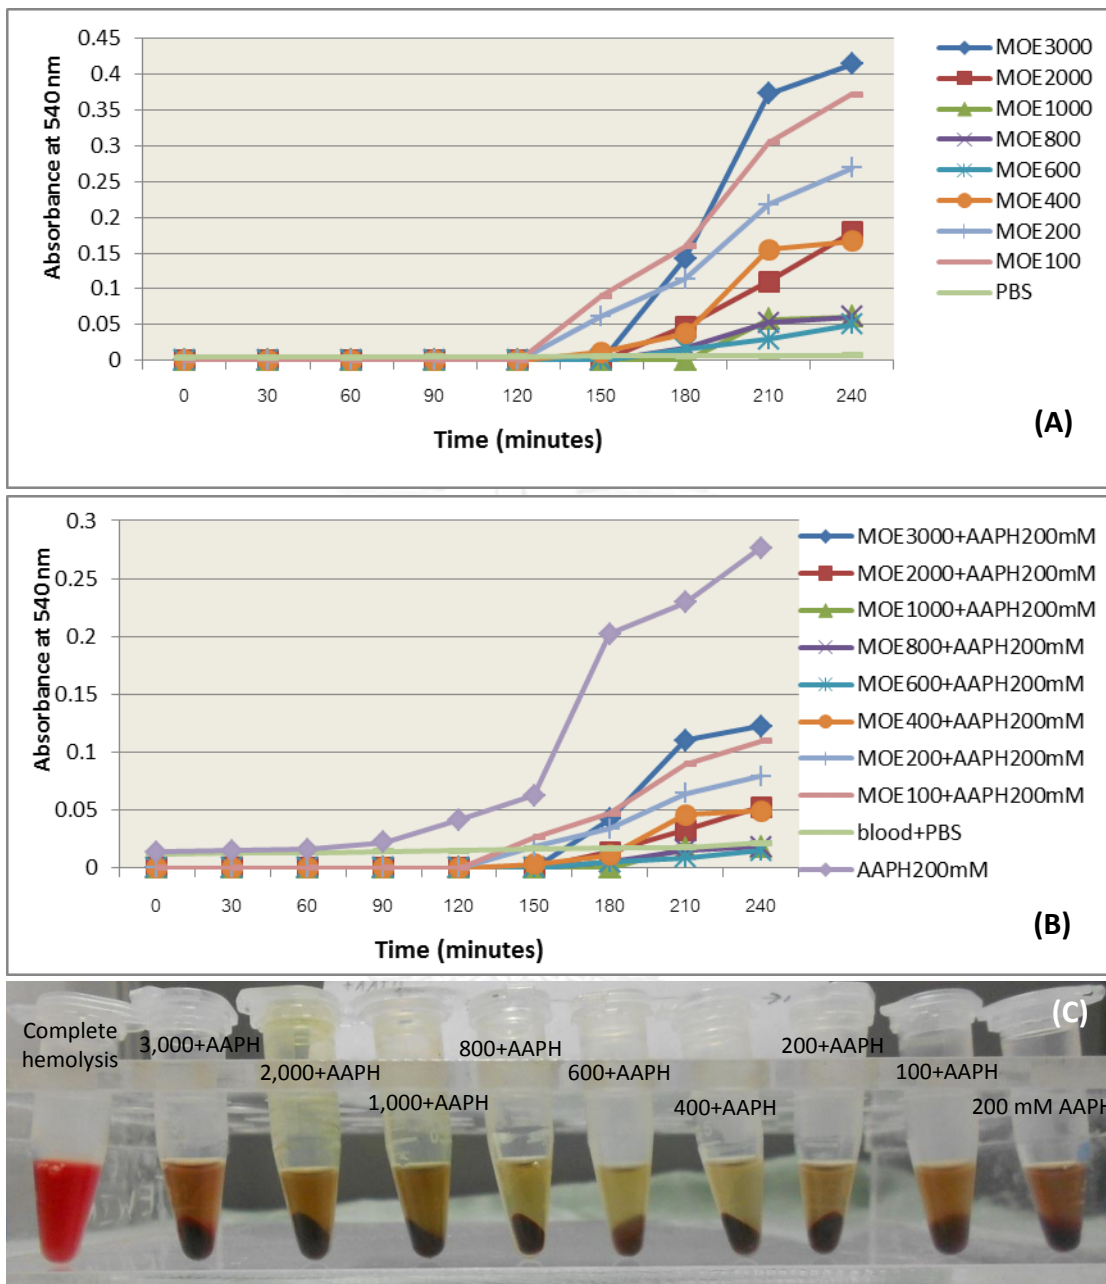 Absorbance at 540 nm
0.45
0.4
0.35
0.3
0.25
0.2
0.15
0.1
0.05
0
0 30 60 90 120 150 180 210 240
Time (minutes)
MOE3000
MOE2000
MOE1000
MOE800
MOE600
MOE400
MOE200
MOE100
PBS
(A)
Absorbance at 540 nm
0.3
0.25
0.2
0.15
0.1
0.05
0
0 30 60 90 120 150 180 210 240
Time (minutes)
MOE3000+AAPH200mM
MOE2000+AAPH200mM
MOE1000+AAPH200mM
MOE800+AAPH200mM
MOE600+AAPH200mM
MOE400+AAPH200mM
MOE200+AAPH200mM
MOE100+AAPH200mM
blood+PBS
AAPH200mM
(B)
(C)
Complete
hemolysis
3,000+AAPH
2,000+AAPH
1,000+AAPH
800+AAPH
600+AAPH
400+AAPH
200+AAPH
100+AAPH
200 mM AAPH